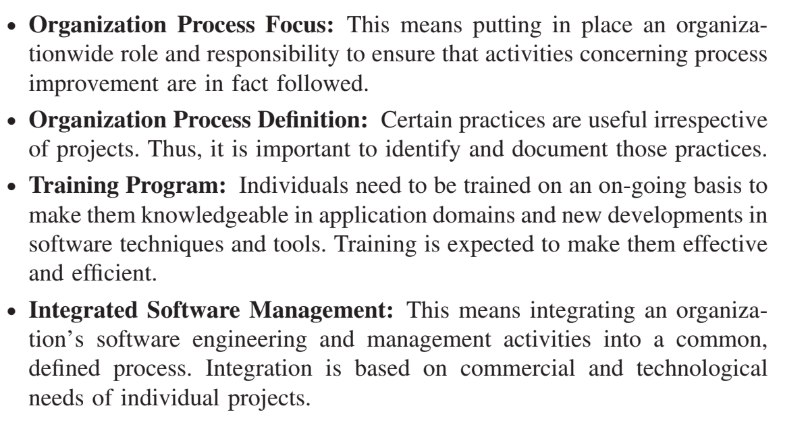 • Organization Process Focus: This means putting in place an organiza-
tionwide role and responsibility to ensure that activities concerning process
improvement are in fact followed.
• Organization Process Definition: Certain practices are useful irrespective
of projects. Thus, it is important to identify and document those practices.
• Training Program: Individuals need to be trained on an on-going basis to
make them knowledgeable in application domains and new developments in
software techniques and tools. Training is expected to make them effective
and efficient.
• Integrated Software Management: This means integrating an organiza-
tion's software engineering and management activities into a common,
defined process. Integration is based on commercial and technological
needs of individual projects.